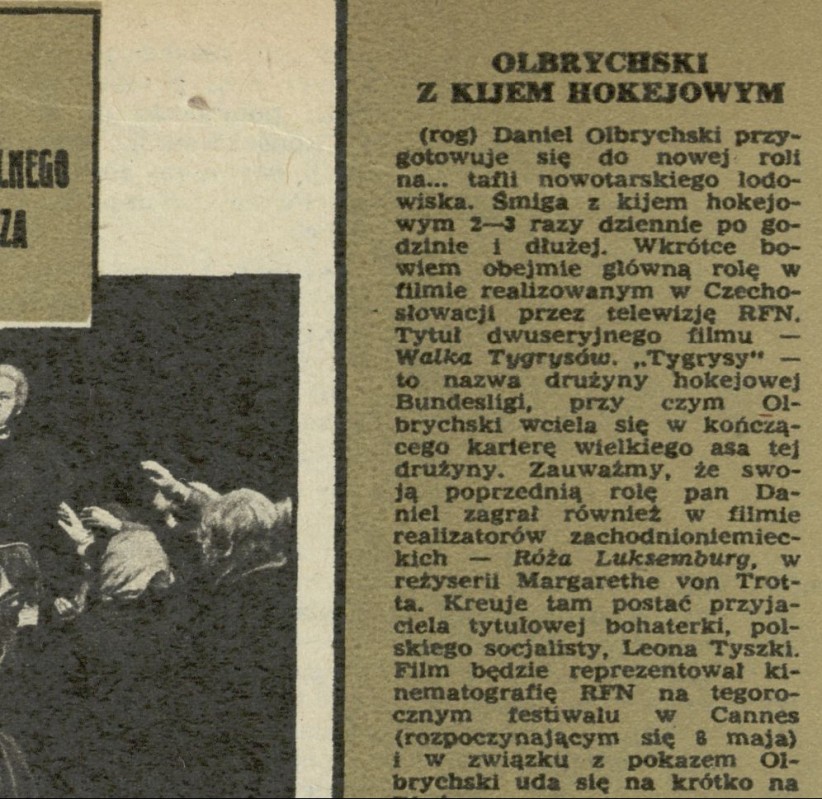 LNEGO
ZA
OLBRYCHSKI
Z KIJEM HOKEJOWYM
(rog) Daniel Olbrychski przy-
gotowuje się do nowej roli
na... tafli nowotarskiego lodo-
wiska. Śmiga z kijem hokejo-
wym 2—3 razy dziennie po go-
dzinie i dłużej. Wkrótce bo-
wiem obejmie główną rolę w
filmie realizowanym w Czecho-
słowacji przez telewizję RFN.
Tytuł dwuseryjnego filmu —
Walka Tygrysów. „Tygrysy" —
to nazwa drużyny hokejowej
Bundesligi, przy czym Ol-
brychski wciela się w kończą-
cego karierę wielkiego asa tej
drużyny. Zauważmy, że swo-
ją poprzednią rolę pan Da-
niel zagrał również w filmie
realizatorów zachodnioniemiec-
kich — Róża Luksemburg, w
reżyserii Margarethe von Trot-
ta. Kreuje tam postać przyja-
ciela tytułowej bohaterki, pol-
skiego socjalisty, Leona Tyszki.
Film będzie reprezentował ki-
nematografię RFN na tegoro-
cznym festiwalu w Cannes
(rozpoczynającym się 8 maja)
i w związku z pokazem Ol-
brychski uda się na krótko na